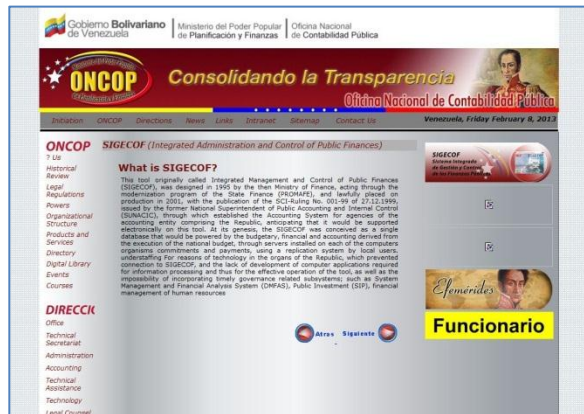 Gobierno Bolivariano
de Venezuela
Ministerio del Poder Popular
de Planificación y Finanzas
Oficina Nacional
de Contabilidad Pública
ONCOP
Consolidando la Transparencia
Oficina Nacional de Contabilidad Pública
Initiation ONCOP Directions News Links Intranet Sitemap Contact Us
Venezuela, Friday February 8, 2013
ONCOP
? Us
Historical
Review
Legal
Regulations
Powers
Organizational
Structure
Products and
Services
Directory
Digital Library
Events
Courses
DIRECCIO
Office
Technical
Secretariat
Administration
Accounting
Technical
Assistance
Technology
Legal Counsel
SIGECOF (Integrated Administration and Control of Public Finances)
What is SIGECOF?
This tool originally called Integrated Management and Control of Public Finances
(SIGECOF), was designed in 1995 by the then Ministry of Finance, acting through the
modernization program of the State Finance (PROMAFE), and lawfully placed on
production in 2001, with the publication of the SCI-Ruling No. 001-99 of 27.12.1999,
issued by the former National Superintendent of Public Accounting and Internal Control
(SUNACIC), through which established the Accounting System for agencies of the
accounting entity comprising the Republic, anticipating that it would be supported
electronically on this tool. At its genesis, the SIGECOF was conceived as a single
database that would be powered by the budgetary, financial and accounting derived from
the execution of the national budget, through servers installed on each of the computers
organisms commitments and payments, using a replication system by local users.
understaffing For reasons of technology in the organs of the Republic, which prevented
connection to SIGECOF, and the lack of development of computer applications required
for information processing and thus for the effective operation of the tool, as well as the
impossibility of incorporating timely governance related subsystems; such as System
Management and Financial Analysis System (DMFAS), Public Investment (SIP), financial
management of human resources
Atras Siguiente
SIGECOF
Sistema Integrado
de Gestión y Control
de las Finanzas Públicas
Efemérides
Funcionario